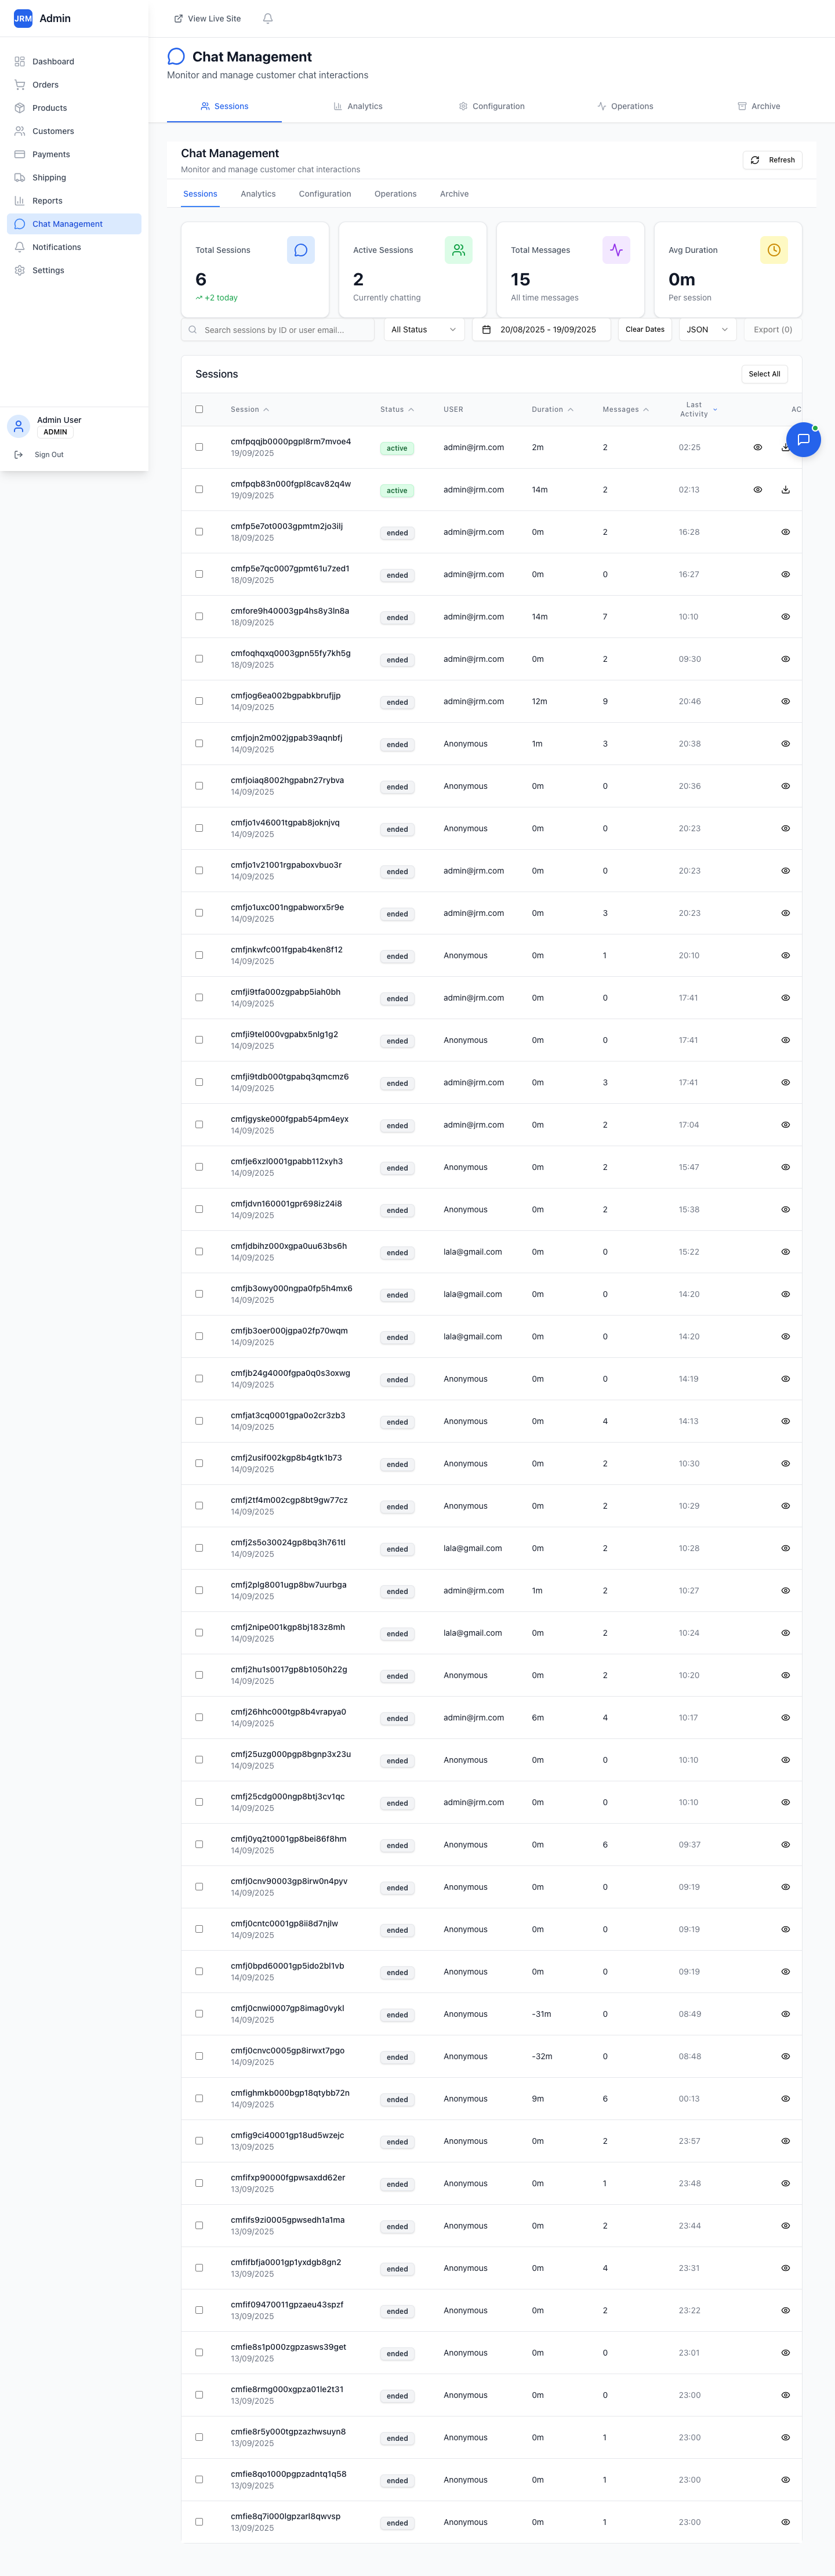 JRM Admin
View Live Site
Dashboard
Orders
Products
Customers
Payments
Shipping
Reports
Chat Management
Notifications
Settings
Admin User
ADMIN
Sign Out
Chat Management
Monitor and manage customer chat interactions
Sessions Analytics Configuration Operations Archive
Chat Management
Monitor and manage customer chat interactions
Refresh
Sessions Analytics Configuration Operations Archive
Total Sessions
6
+2 today
Active Sessions
2
Currently chatting
Total Messages
15
All time messages
Avg Duration
0m
Per session
Search sessions by ID or user email... All Status 20/08/2025 - 19/09/2025 Clear Dates JSON Export (0)
Sessions Select All
Session Status USER Duration Messages Last Activity AC
cmfpqqjb0000pgpl8rm7mvoe4 active admin@jrm.com 2m 2 02:25
19/09/2025
cmfpqb83n000fgpl8cav82q4w active admin@jrm.com 14m 2 02:13
19/09/2025
cmfp5e7ot0003gpmtm2jo3ilj ended admin@jrm.com 0m 2 16:28
18/09/2025
cmfp5e7qc0007gpmt61u7zed1 ended admin@jrm.com 0m 0 16:27
18/09/2025
cmfore9h40003gp4hs8y3ln8a ended admin@jrm.com 14m 7 10:10
18/09/2025
cmfoqhqxq0003gpn55fy7kh5g ended admin@jrm.com 0m 2 09:30
18/09/2025
cmfjog6ea002bgpabkbrufjjp ended admin@jrm.com 12m 9 20:46
14/09/2025
cmfjojn2m002jgpab39aqnbfj ended Anonymous 1m 3 20:38
14/09/2025
cmfjoiaq8002hgpabn27rybva ended Anonymous 0m 0 20:36
14/09/2025
cmfjo1v46001tgpab8joknjvq ended Anonymous 0m 0 20:23
14/09/2025
cmfjo1v21001rgpaboxvbuo3r ended admin@jrm.com 0m 0 20:23
14/09/2025
cmfjo1uxc001ngpabworx5r9e ended admin@jrm.com 0m 3 20:23
14/09/2025
cmfjnkwfc001fgpab4ken8f12 ended Anonymous 0m 1 20:10
14/09/2025
cmfji9tfa000zgpabp5iah0bh ended admin@jrm.com 0m 0 17:41
14/09/2025
cmfji9tel000vgpabx5nlg1g2 ended Anonymous 0m 0 17:41
14/09/2025
cmfji9tdb000tgpabq3qmcmz6 ended admin@jrm.com 0m 3 17:41
14/09/2025
cmfjgyske000fgpab54pm4eyx ended admin@jrm.com 0m 2 17:04
14/09/2025
cmfje6xzl0001gpabb112xyh3 ended Anonymous 0m 2 15:47
14/09/2025
cmfjdvn160001gpr698iz24i8 ended Anonymous 0m 2 15:38
14/09/2025
cmfjdbihz000xgpa0uu63bs6h ended lala@gmail.com 0m 0 15:22
14/09/2025
cmfjb3owy000ngpa0fp5h4mx6 ended lala@gmail.com 0m 0 14:20
14/09/2025
cmfjb3oer000jgpa02fp70wqm ended lala@gmail.com 0m 0 14:20
14/09/2025
cmfjb24g4000fgpa0q0s3oxwg ended Anonymous 0m 0 14:19
14/09/2025
cmfjat3cq0001gpa0o2cr3zb3 ended Anonymous 0m 4 14:13
14/09/2025
cmfj2usif002kgp8b4gtk1b73 ended Anonymous 0m 2 10:30
14/09/2025
cmfj2tf4m002cgp8bt9gw77cz ended Anonymous 0m 2 10:29
14/09/2025
cmfj2s5o30024gp8bq3h761tl ended lala@gmail.com 0m 2 10:28
14/09/2025
cmfj2plg8001ugp8bw7uurbga ended admin@jrm.com 1m 2 10:27
14/09/2025
cmfj2nipe001kgp8bj183z8mh ended lala@gmail.com 0m 2 10:24
14/09/2025
cmfj2hu1s0017gp8b1050h22g ended Anonymous 0m 2 10:20
14/09/2025
cmfj26hhc000tgp8b4vrapya0 ended admin@jrm.com 6m 4 10:17
14/09/2025
cmfj25uzg000pgp8bgnp3x23u ended Anonymous 0m 0 10:10
14/09/2025
cmfj25cdg000ngp8btj3cv1qc ended admin@jrm.com 0m 0 10:10
14/09/2025
cmfj0yq2t0001gp8bei86f8hm ended Anonymous 0m 6 09:37
14/09/2025
cmfj0cnv90003gp8irw0n4pyv ended Anonymous 0m 0 09:19
14/09/2025
cmfj0cntc0001gp8ii8d7njlw ended Anonymous 0m 0 09:19
14/09/2025
cmfj0bpd60001gp5ido2bl1vb ended Anonymous 0m 0 09:19
14/09/2025
cmfj0cnwi0007gp8imag0vykl ended Anonymous -31m 0 08:49
14/09/2025
cmfj0cnvc0005gp8irwxt7pgo ended Anonymous -32m 0 08:48
14/09/2025
cmfighmkb000bgp18qtybb72n ended Anonymous 9m 6 00:13
14/09/2025
cmfig9ci40001gp18ud5wzejc ended Anonymous 0m 2 23:57
13/09/2025
cmfifxp90000fgpwsaxdd62er ended Anonymous 0m 1 23:48
13/09/2025
cmfifs9zi0005gpwsedh1a1ma ended Anonymous 0m 2 23:44
13/09/2025
cmfifbfja0001gp1yxdgb8gn2 ended Anonymous 0m 4 23:31
13/09/2025
cmfif09470011gpzaeu43spzf ended Anonymous 0m 2 23:22
13/09/2025
cmfie8s1p000zgpzasws39get ended Anonymous 0m 0 23:01
13/09/2025
cmfie8rmg000xgpza01le2t31 ended Anonymous 0m 0 23:00
13/09/2025
cmfie8r5y000tgpzazhwsuyn8 ended Anonymous 0m 1 23:00
13/09/2025
cmfie8qo1000pgpzadntq1q58 ended Anonymous 0m 1 23:00
13/09/2025
cmfie8q7i000lgpzarl8qwvsp ended Anonymous 0m 1 23:00
13/09/2025